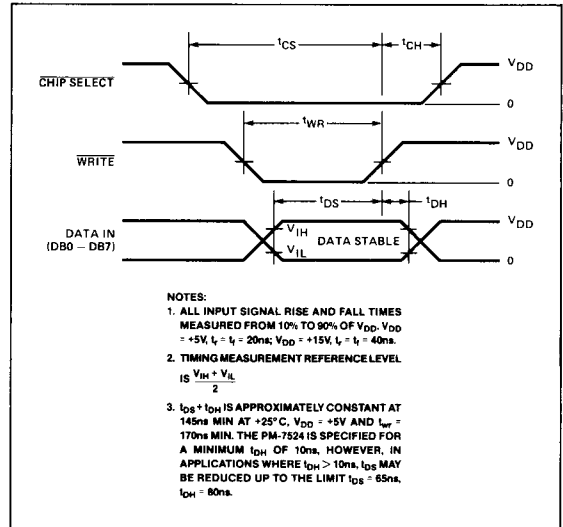 tCS
tCH
CHIP SELECT
VDD
0
tWR
WRITE
VDD
0
tDS
tDH
DATA IN
(DB0 – DB7)
VIH
VIL
DATA STABLE
VDD
0
NOTES:
1. ALL INPUT SIGNAL RISE AND FALL TIMES
MEASURED FROM 10% TO 90% OF VDD. VDD
= +5V, tr = tf = 20ns; VDD = +15V, tr = tf = 40ns.
2. TIMING MEASUREMENT REFERENCE LEVEL
IS VIH + VIL / 2
3. tDS + tDH IS APPROXIMATELY CONSTANT AT
145ns MIN AT +25°C, VDD = +5V AND twr =
170ns MIN. THE PM-7524 IS SPECIFIED FOR
A MINIMUM tDH OF 10ns, HOWEVER, IN
APPLICATIONS WHERE tDH > 10ns, tDS MAY
BE REDUCED UP TO THE LIMIT tDS = 65ns,
tDH = 80ns.